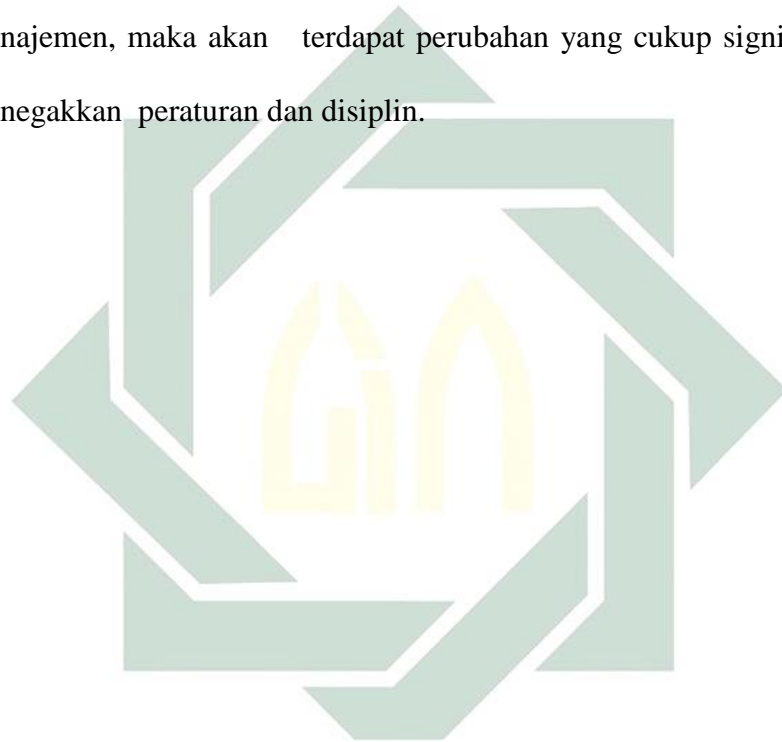 najemen, maka akan terdapat perubahan yang cukup signi
negakkan peraturan dan disiplin.